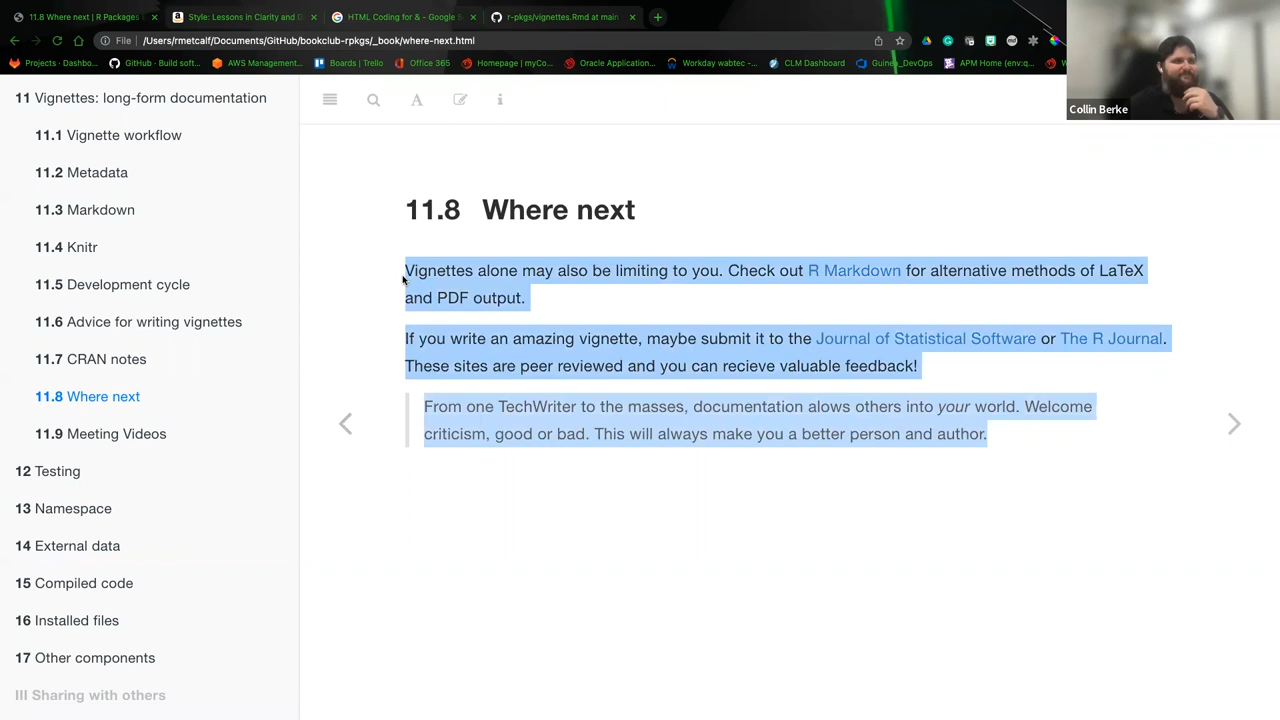 11.8 Where next | R Packages
Style: Lessons in Clarity and
HTML Coding for & - Google
r-pkgs/vignettes.Rmd at main
File
/Users/rmetcalf/Documents/GitHub/bookclub-rpkgs/_book/where-next.html
Projects - Dashbo...
GitHub · Build soft...
AWS Management...
Boards | Trello
Office 365
Homepage | myCo...
Oracle Application...
Workday wabtec -...
CLM Dashboard
Guinea_DevOps
APM Home (env:q...
Collin Berke
11 Vignettes: long-form documentation
11.1 Vignette workflow
11.2 Metadata
11.3 Markdown
11.4 Knitr
11.5 Development cycle
11.6 Advice for writing vignettes
11.7 CRAN notes
11.8 Where next
11.9 Meeting Videos
12 Testing
13 Namespace
14 External data
15 Compiled code
16 Installed files
17 Other components
III Sharing with others
11.8 Where next
Vignettes alone may also be limiting to you. Check out R Markdown for alternative methods of LaTeX
and PDF output.
If you write an amazing vignette, maybe submit it to the Journal of Statistical Software or The R Journal.
These sites are peer reviewed and you can recieve valuable feedback!
From one TechWriter to the masses, documentation alows others into your world. Welcome
criticism, good or bad. This will always make you a better person and author.